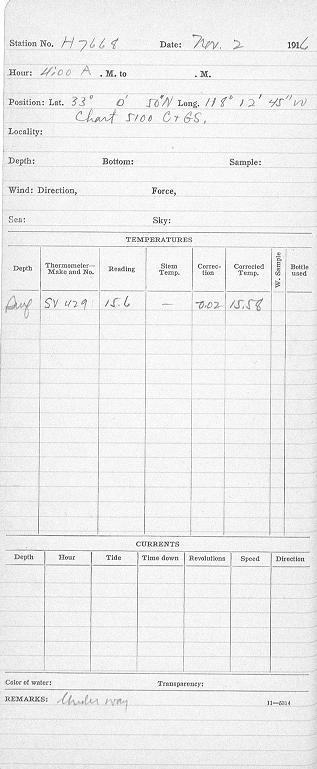 Station No. H7668 Date: Nov. 2 1916
Hour: 4:00 A . M. to . M.
Position: Lat. 33° 0' 50"N Long. 118° 12' 45" W
Chart 5100 C+GS.
Locality:
Depth: Bottom: Sample:
Wind: Direction, Force,
Sea: Sky:
TEMPERATURES
Depth Thermometer—Make and No. Reading Stem Temp. Correction Corrected Temp. W. Sample Bottle used
Surf SV 429 15.6 — -0.02 15.58
CURRENTS
Depth Hour Tide Time down Revolutions Speed Direction
Color of water: Transparency:
REMARKS: Under way 11—6314